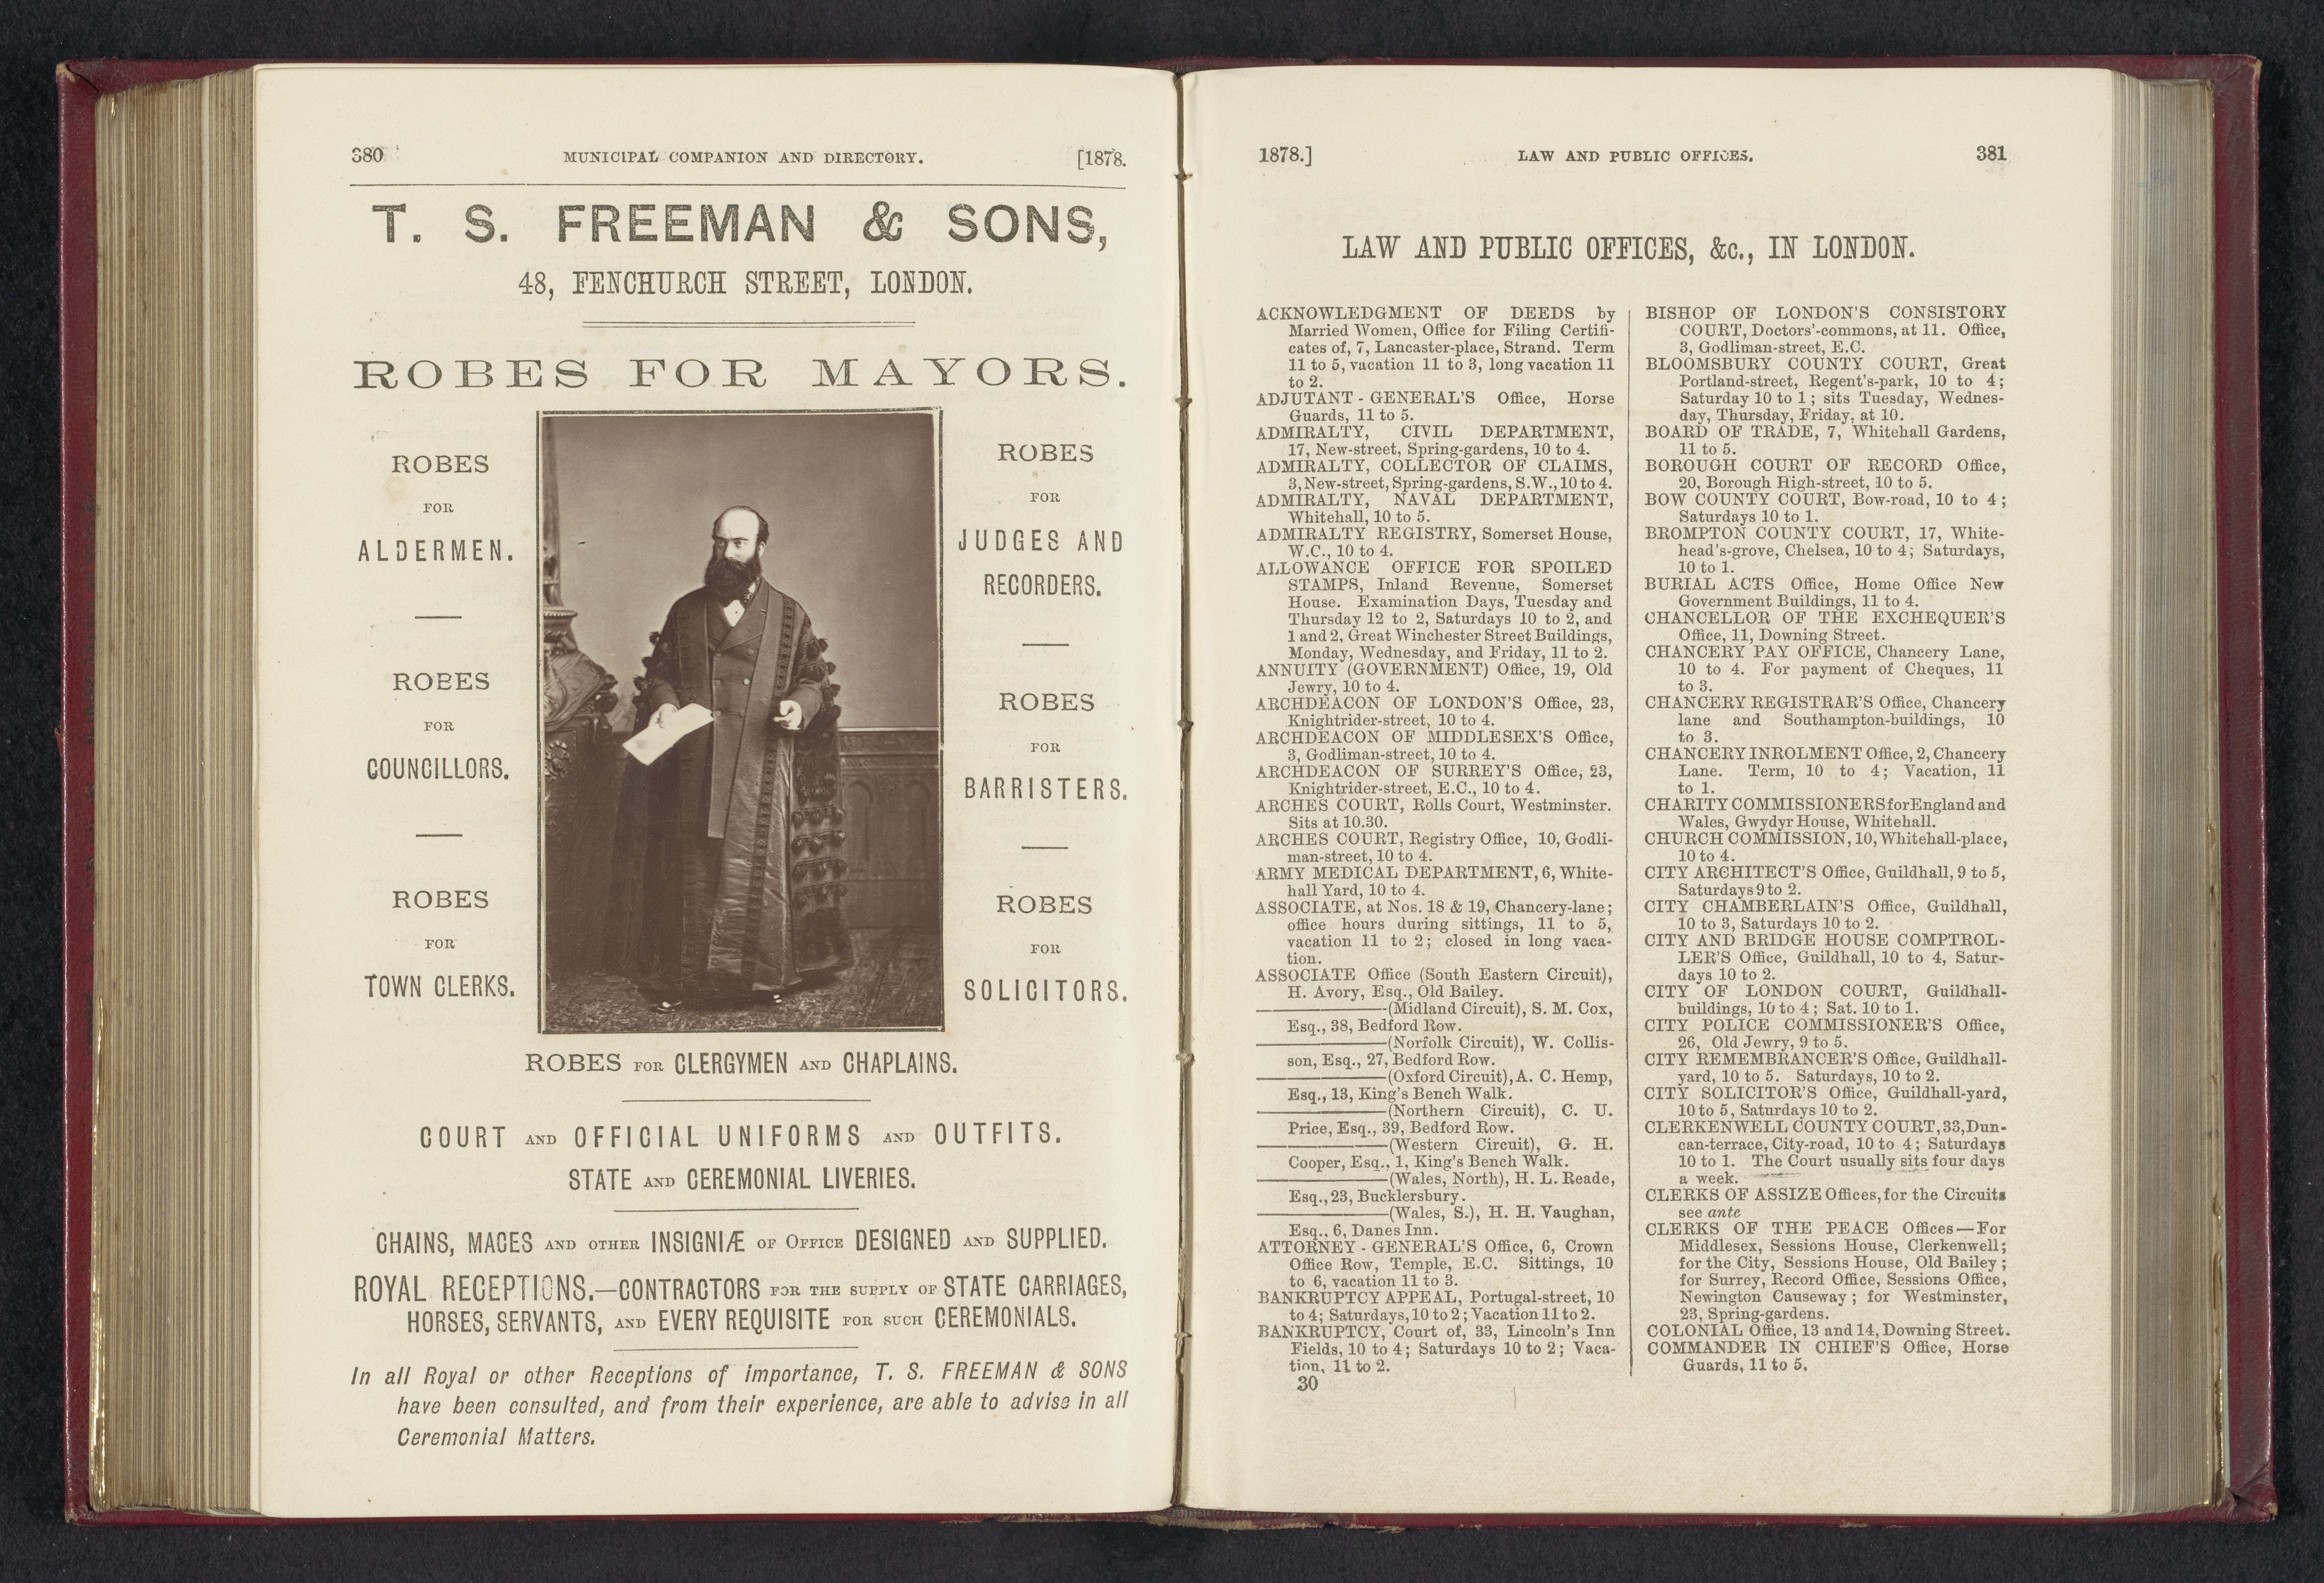 380 MUNICIPAL COMPANION AND DIRECTORY. [1878.
T. S. FREEMAN & SONS,
48, FENCHURCH STREET, LONDON.
ROBES FOR MAYORS.
ROBES
FOR
ALDERMEN.
ROBES
FOR
COUNCILLORS.
ROBES
FOR
TOWN CLERKS.
ROBES
FOR
JUDGES AND
RECORDERS.
ROBES
FOR
BARRISTERS.
ROBES
FOR
SOLICITORS.
ROBES FOR CLERGYMEN AND CHAPLAINS.
COURT AND OFFICIAL UNIFORMS AND OUTFITS.
STATE AND CEREMONIAL LIVERIES.
CHAINS, MACES AND OTHER INSIGNIÆ OF OFFICE DESIGNED AND SUPPLIED.
ROYAL RECEPTIONS.—CONTRACTORS FOR THE SUPPLY OF STATE CARRIAGES,
HORSES, SERVANTS, AND EVERY REQUISITE FOR SUCH CEREMONIALS.
In all Royal or other Receptions of importance, T. S. FREEMAN & SONS
have been consulted, and from their experience, are able to advise in all
Ceremonial Matters.
1878.] LAW AND PUBLIC OFFICES. 381
LAW AND PUBLIC OFFICES, &c., IN LONDON.
ACKNOWLEDGMENT OF DEEDS by
Married Women, Office for Filing Certifi-
cates of, 7, Lancaster-place, Strand. Term
11 to 5, vacation 11 to 3, long vacation 11
to 2.
ADJUTANT-GENERAL'S Office, Horse
Guards, 11 to 5.
ADMIRALTY, CIVIL DEPARTMENT,
17, New-street, Spring-gardens, 10 to 4.
ADMIRALTY, COLLECTOR OF CLAIMS,
3, New-street, Spring-gardens, S.W., 10 to 4.
ADMIRALTY, NAVAL DEPARTMENT,
Whitehall, 10 to 5.
ADMIRALTY REGISTRY, Somerset House,
W.C., 10 to 4.
ALLOWANCE OFFICE FOR SPOILED
STAMPS, Inland Revenue, Somerset
House. Examination Days, Tuesday and
Thursday 12 to 2, Saturdays 10 to 2, and
1 and 2, Great Winchester Street Buildings,
Monday, Wednesday, and Friday, 11 to 2.
ANNUITY (GOVERNMENT) Office, 19, Old
Jewry, 10 to 4.
ARCHDEACON OF LONDON'S Office, 23,
Knightrider-street, 10 to 4.
ARCHDEACON OF MIDDLESEX'S Office,
3, Godliman-street, 10 to 4.
ARCHDEACON OF SURREY'S Office, 23,
Knightrider-street, E.C., 10 to 4.
ARCHES COURT, Rolls Court, Westminster.
Sits at 10.30.
ARCHES COURT, Registry Office, 10, Godli-
man-street, 10 to 4.
ARMY MEDICAL DEPARTMENT, 6, White-
hall Yard, 10 to 4.
ASSOCIATE, at Nos. 18 & 19, Chancery-lane;
office hours during sittings, 11 to 5,
vacation 11 to 2; closed in long vaca-
tion.
ASSOCIATE Office (South Eastern Circuit),
H. Avory, Esq., Old Bailey.
————(Midland Circuit), S. M. Cox,
Esq., 38, Bedford Row.
————(Norfolk Circuit), W. Collis-
son, Esq., 27, Bedford Row.
————(Oxford Circuit), A. C. Hemp,
Esq., 13, King's Bench Walk.
————(Northern Circuit), C. U.
Price, Esq., 39, Bedford Row.
————(Western Circuit), G. H.
Cooper, Esq., 1, King's Bench Walk.
————(Wales, North), H. L. Reade,
Esq., 23, Bucklersbury.
————(Wales, S.), H. H. Vaughan,
Esq., 6, Danes Inn.
ATTORNEY-GENERAL'S Office, 6, Crown
Office Row, Temple, E.C. Sittings, 10
to 6, vacation 11 to 3.
BANKRUPTCY APPEAL, Portugal-street, 10
to 4; Saturdays, 10 to 2; Vacation 11 to 2.
BANKRUPTCY, Court of, 33, Lincoln's Inn
Fields, 10 to 4; Saturdays 10 to 2; Vaca-
tion, 11 to 2.
30
BISHOP OF LONDON'S CONSISTORY
COURT, Doctors'-commons, at 11. Office,
3, Godliman-street, E.C.
BLOOMSBURY COUNTY COURT, Great
Portland-street, Regent's-park, 10 to 4;
Saturday 10 to 1; sits Tuesday, Wednes-
day, Thursday, Friday, at 10.
BOARD OF TRADE, 7, Whitehall Gardens,
11 to 5.
BOROUGH COURT OF RECORD Office,
20, Borough High-street, 10 to 5.
BOW COUNTY COURT, Bow-road, 10 to 4;
Saturdays 10 to 1.
BROMPTON COUNTY COURT, 17, White-
head's-grove, Chelsea, 10 to 4; Saturdays,
10 to 1.
BURIAL ACTS Office, Home Office New
Government Buildings, 11 to 4.
CHANCELLOR OF THE EXCHEQUER'S
Office, 11, Downing Street.
CHANCERY PAY OFFICE, Chancery Lane,
10 to 4. For payment of Cheques, 11
to 3.
CHANCERY REGISTRAR'S Office, Chancery
lane and Southampton-buildings, 10
to 3.
CHANCERY INROLMENT Office, 2, Chancery
Lane. Term, 10 to 4; Vacation, 11
to 1.
CHARITY COMMISSIONERS for England and
Wales, Gwydyr House, Whitehall.
CHURCH COMMISSION, 10, Whitehall-place,
10 to 4.
CITY ARCHITECT'S Office, Guildhall, 9 to 5,
Saturdays 9 to 2.
CITY CHAMBERLAIN'S Office, Guildhall,
10 to 3, Saturdays 10 to 2.
CITY AND BRIDGE HOUSE COMPTROL-
LER'S Office, Guildhall, 10 to 4, Satur-
days 10 to 2.
CITY OF LONDON COURT, Guildhall-
buildings, 10 to 4; Sat. 10 to 1.
CITY POLICE COMMISSIONER'S Office,
26, Old Jewry, 9 to 5.
CITY REMEMBRANCER'S Office, Guildhall-
yard, 10 to 5. Saturdays, 10 to 2.
CITY SOLICITOR'S Office, Guildhall-yard,
10 to 5, Saturdays 10 to 2.
CLERKENWELL COUNTY COURT, 33, Dun-
can-terrace, City-road, 10 to 4; Saturdays
10 to 1. The Court usually sits four days
a week.
CLERKS OF ASSIZE Offices, for the Circuits
see ante
CLERKS OF THE PEACE Offices—For
Middlesex, Sessions House, Clerkenwell;
for the City, Sessions House, Old Bailey;
for Surrey, Record Office, Sessions Office,
Newington Causeway; for Westminster,
23, Spring-gardens.
COLONIAL Office, 13 and 14, Downing Street.
COMMANDER IN CHIEF'S Office, Horse
Guards, 11 to 5.